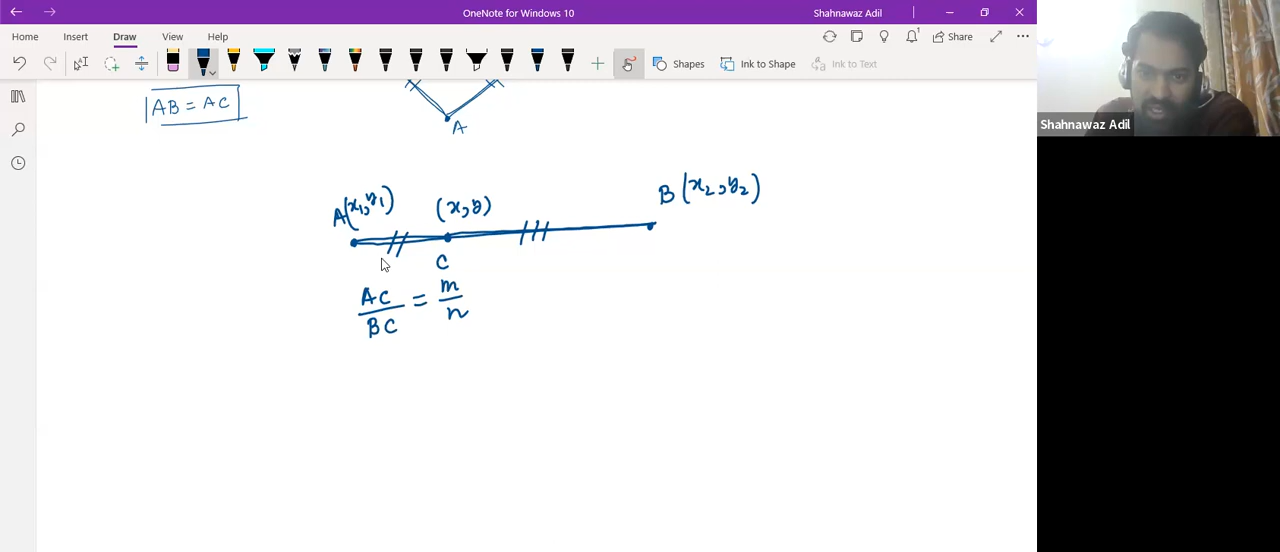 OneNote for Windows 10
Shahnawaz Adil
Home Insert Draw View Help
Share
Shapes
Ink to Shape
Ink to Text
Shahnawaz Adil
AB = AC
A
A(x₁, y₁)
(x, y)
B (x₂, y₂)
C
AC/BC = m/n